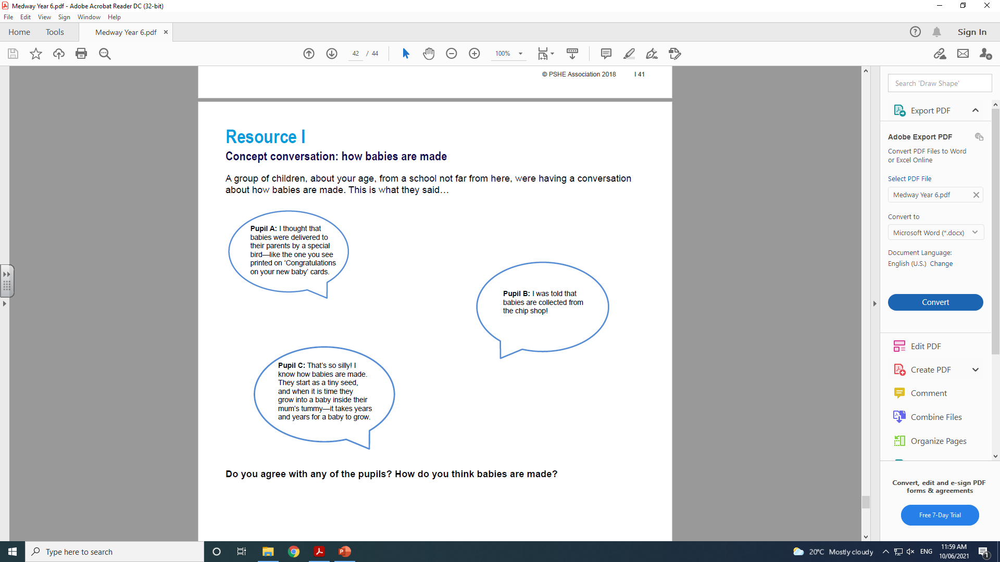 Medway Year 6.pdf - Adobe Acrobat Reader DC (32-bit)
File Edit View Sign Window Help
Home Tools Medway Year 6.pdf Sign In
42 / 44 100%
© PSHE Association 2018 I 41
Resource I
Concept conversation: how babies are made
A group of children, about your age, from a school not far from here, were having a conversation
about how babies are made. This is what they said…
Pupil A: I thought that
babies were delivered to
their parents by a special
bird—like the one you see
printed on ‘Congratulations
on your new baby’ cards.
Pupil B: I was told that
babies are collected from
the chip shop!
Pupil C: That’s so silly! I
know how babies are made.
They start as a tiny seed,
and when it is time they
grow into a baby inside their
mum’s tummy—it takes years
and years for a baby to grow.
Do you agree with any of the pupils? How do you think babies are made?
Search 'Draw Shape'
Export PDF
Adobe Export PDF
Convert PDF Files to Word
or Excel Online
Select PDF File
Medway Year 6.pdf
Convert to
Microsoft Word (*.docx)
Document Language:
English (U.S.) Change
Convert
Edit PDF
Create PDF
Comment
Combine Files
Organize Pages
Convert, edit and e-sign PDF
forms & agreements
Free 7-Day Trial
Type here to search
20°C Mostly cloudy
ENG
11:59 AM
10/06/2021
1